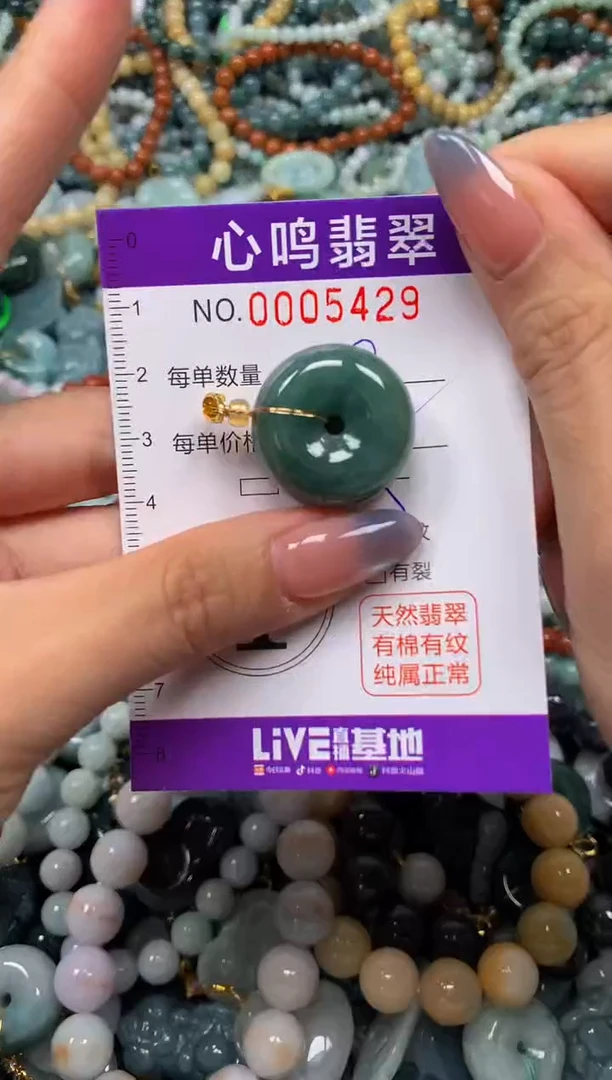 心鸣翡翠
NO.0005429
0
1
2
3
4
7
8
每单数量
每单价格
有裂
天然翡翠
有棉有纹
纯属正常
LiVE直播基地